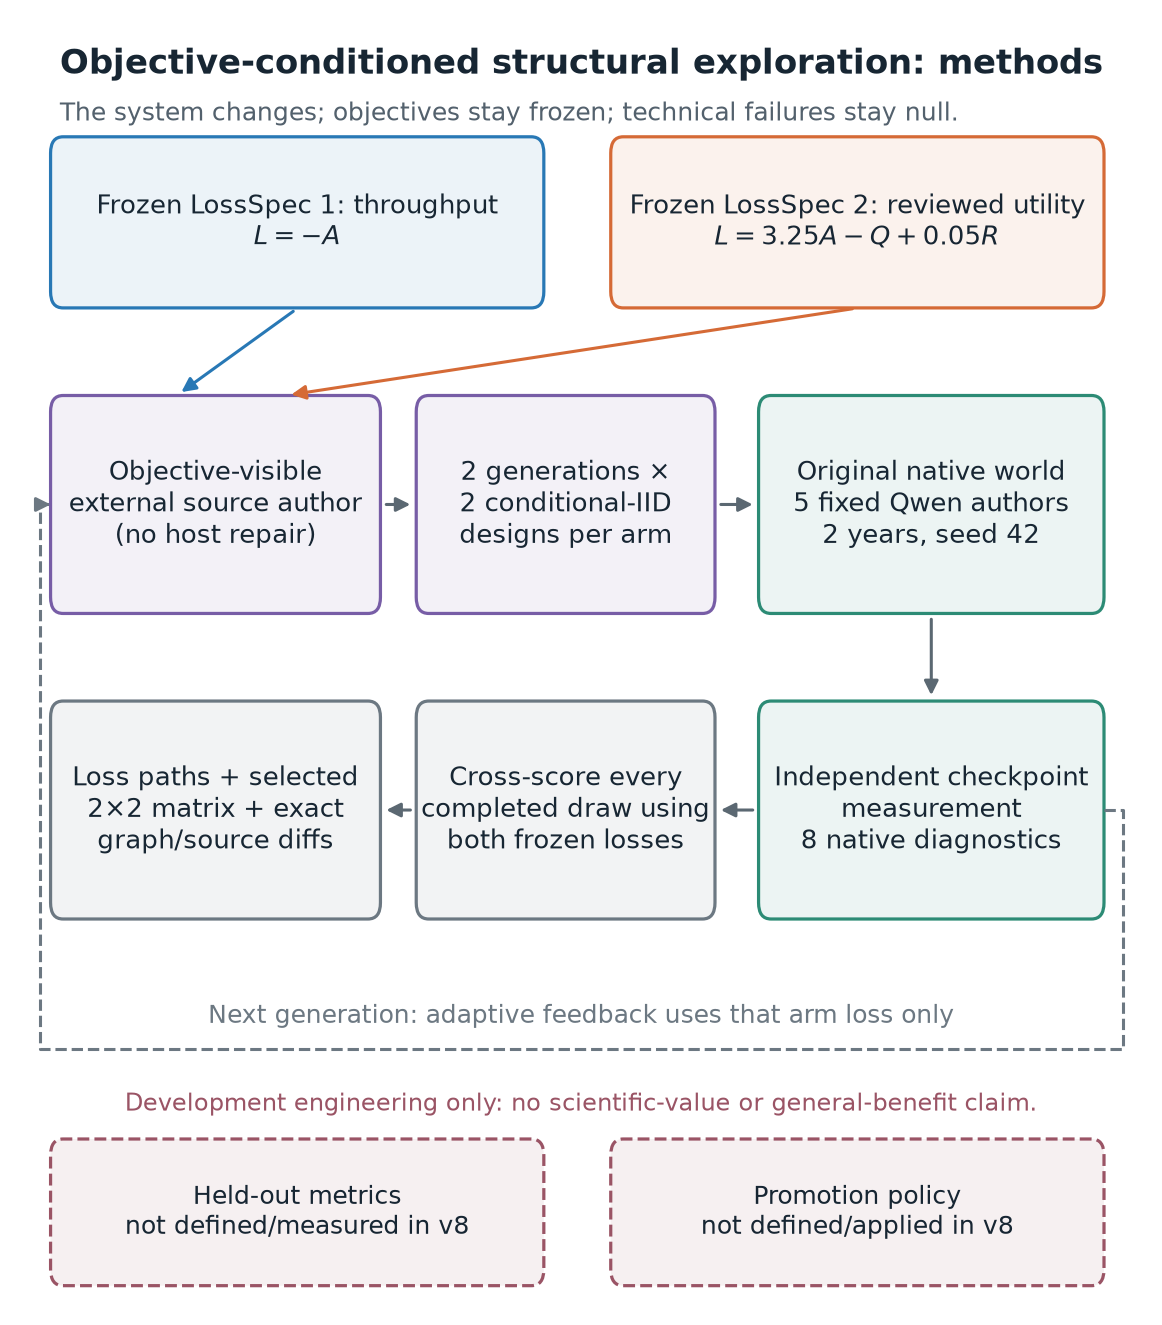 Objective-conditioned structural exploration: methods
The system changes; objectives stay frozen; technical failures stay null.
Frozen LossSpec 1: throughput
L = −A
Frozen LossSpec 2: reviewed utility
L = 3.25A − Q + 0.05R
Objective-visible
external source author
(no host repair)
2 generations ×
2 conditional-IID
designs per arm
Original native world
5 fixed Qwen authors
2 years, seed 42
Loss paths + selected
2×2 matrix + exact
graph/source diffs
Cross-score every
completed draw using
both frozen losses
Independent checkpoint
measurement
8 native diagnostics
Next generation: adaptive feedback uses that arm loss only
Development engineering only: no scientific-value or general-benefit claim.
Held-out metrics
not defined/measured in v8
Promotion policy
not defined/applied in v8